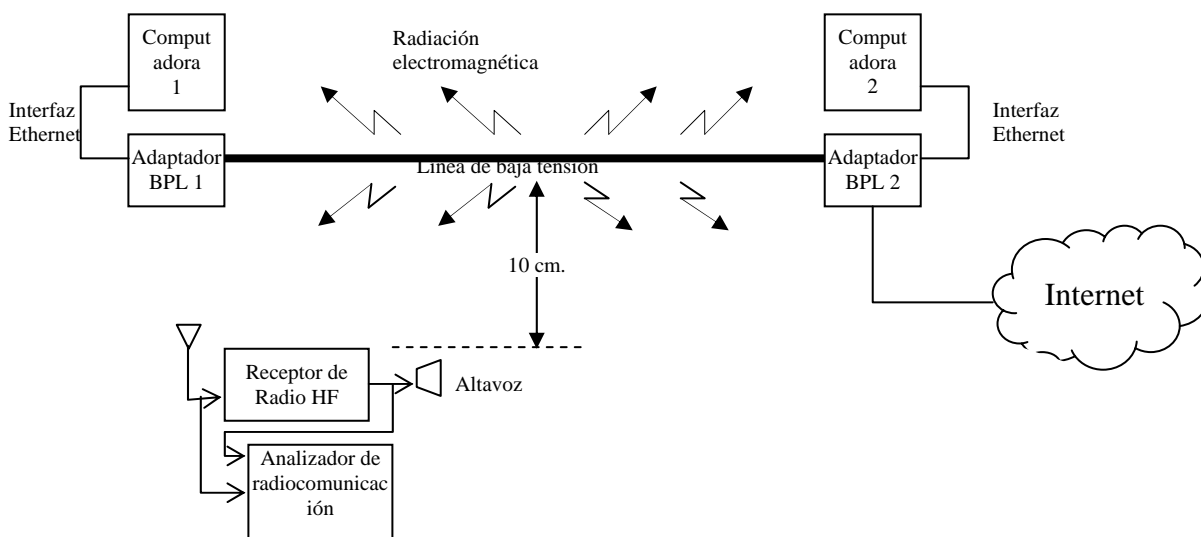 Comput
adora
1
Radiación
electromagnética
Comput
adora
2
Interfaz
Ethernet
Interfaz
Ethernet
Adaptador
BPL 1
Línea de baja tensión
Adaptador
BPL 2
10 cm.
Internet
Receptor de
Radio HF
Altavoz
Analizador de
radiocomunicac
ión